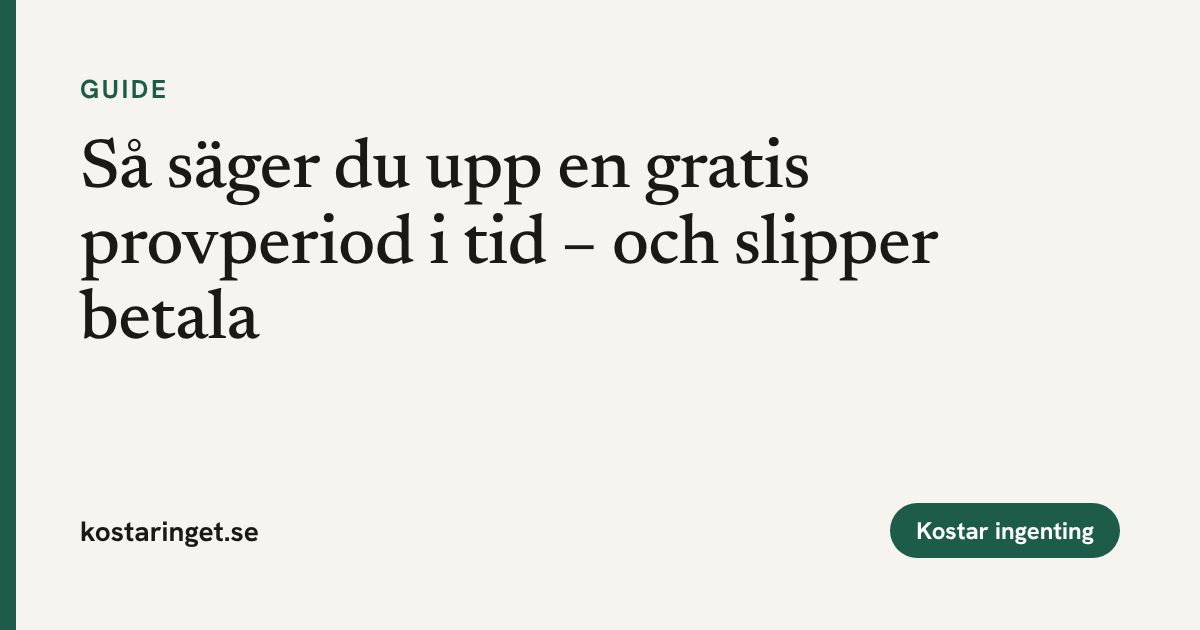 GUIDE
Så säger du upp en gratis
provperiod i tid – och slipper
betala
kostaringet.se
Kostar ingenting